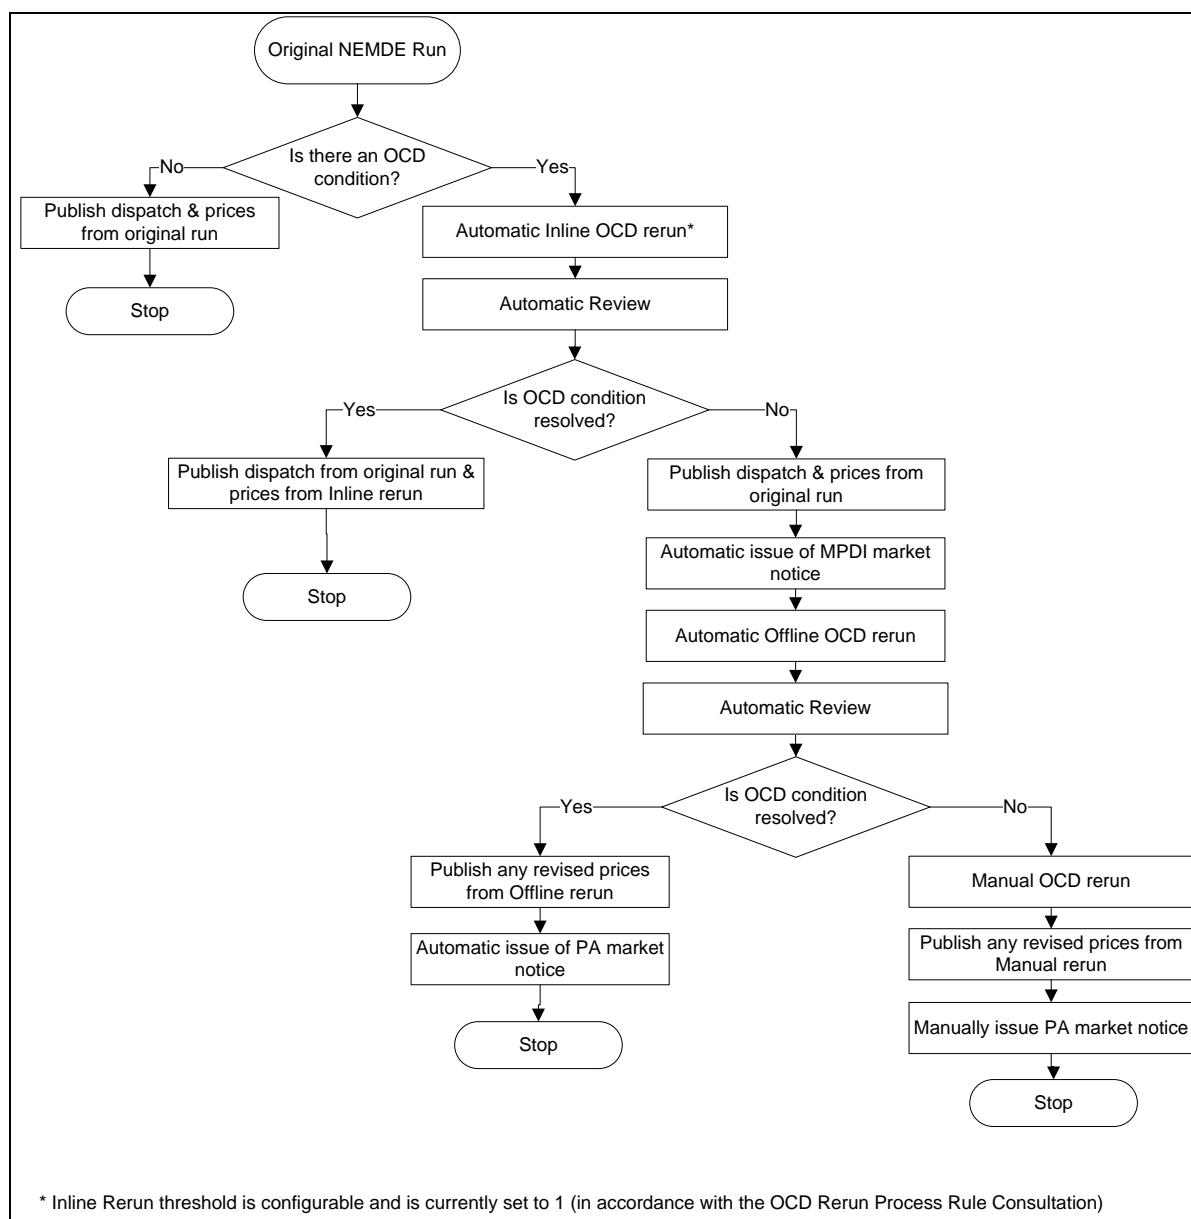 Original NEMDE Run
Is there an OCD
condition?
No
Yes
Publish dispatch & prices
from original run
Automatic Inline OCD rerun*
Stop
Automatic Review
Is OCD condition
resolved?
Yes
No
Publish dispatch from original run &
prices from Inline rerun
Publish dispatch & prices from
original run
Automatic issue of MPDI market
notice
Stop
Automatic Offline OCD rerun
Automatic Review
Is OCD condition
resolved?
Yes
No
Publish any revised prices
from Offline rerun
Manual OCD rerun
Automatic issue of PA market
notice
Publish any revised prices from
Manual rerun
Stop
Manually issue PA market notice
Stop
* Inline Rerun threshold is configurable and is currently set to 1 (in accordance with the OCD Rerun Process Rule Consultation)